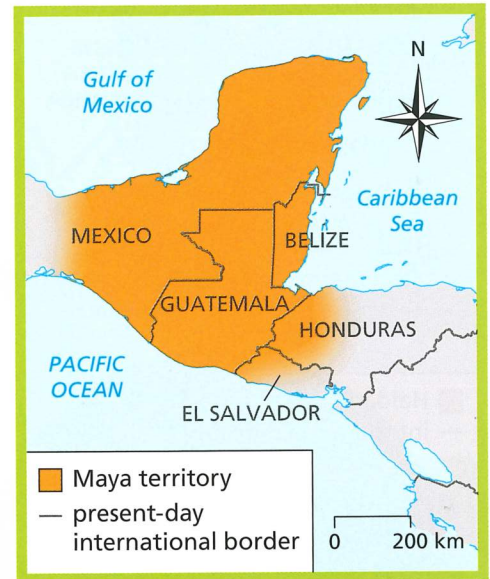 N
Gulf of
Mexico
Caribbean
Sea
MEXICO
BELIZE
GUATEMALA
HONDURAS
PACIFIC
OCEAN
EL SALVADOR
Maya territory
present-day
international border
0 200 km